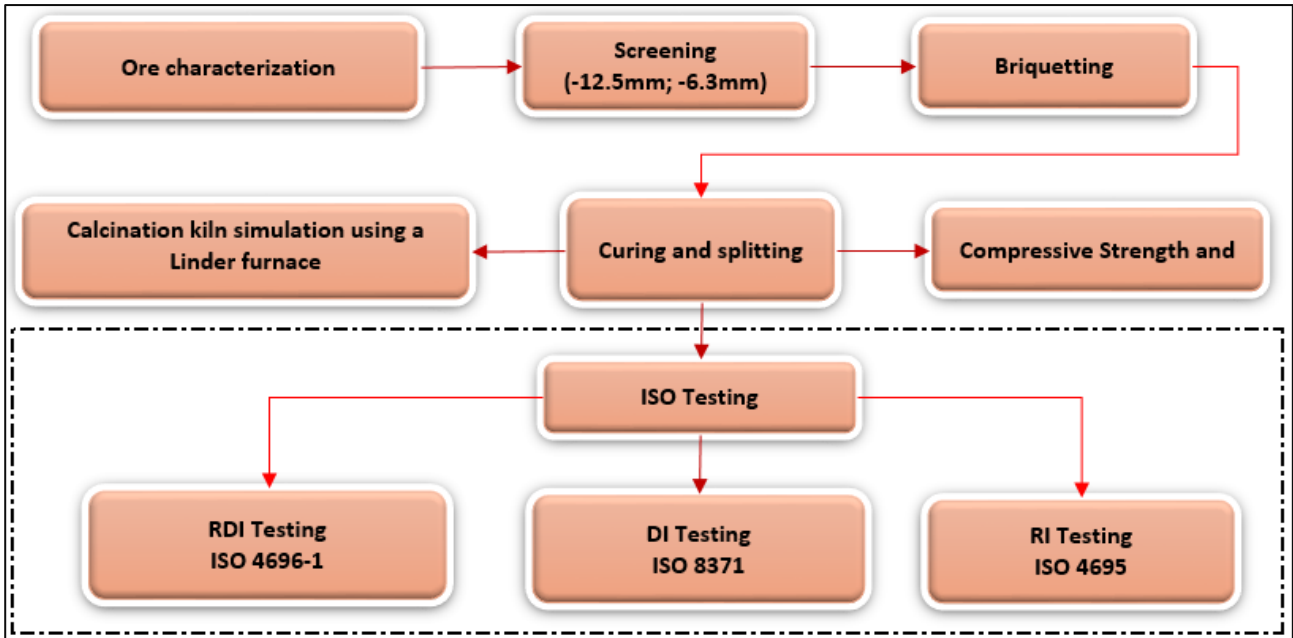 Ore characterization
Screening
(-12.5mm; -6.3mm)
Briquetting
Calcination kiln simulation using a
Linder furnace
Curing and splitting
Compressive Strength and
ISO Testing
RDI Testing
ISO 4696-1
DI Testing
ISO 8371
RI Testing
ISO 4695